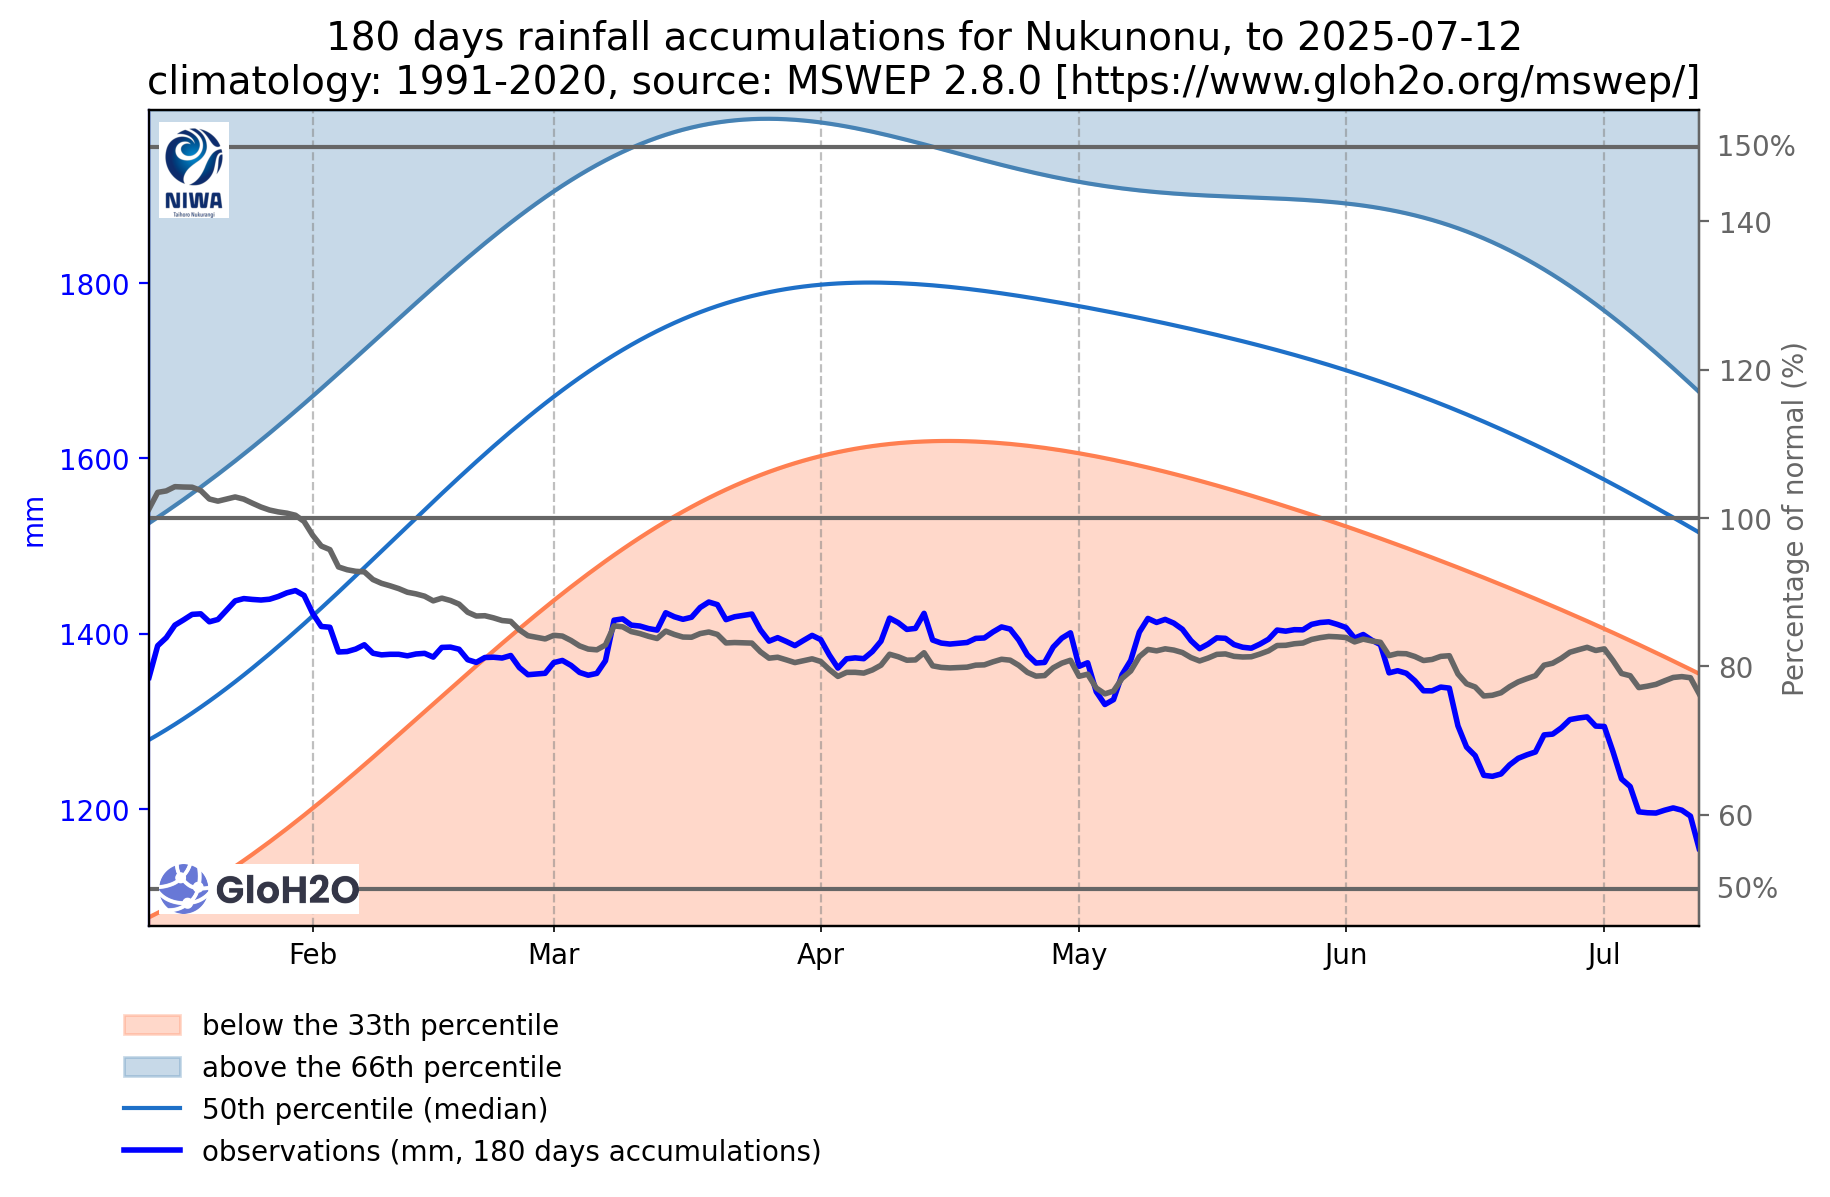 180 days rainfall accumulations for Nukunonu, to 2025-07-12
climatology: 1991-2020, source: MSWEP 2.8.0 [https://www.gloh2o.org/mswep/]
NIWA
Taihoro Nukurangi
150%
140
1800
120
1600
100
1400
80
1200
60
50%
mm
Percentage of normal (%)
GloH2O
Feb Mar Apr May Jun Jul
below the 33th percentile
above the 66th percentile
50th percentile (median)
observations (mm, 180 days accumulations)